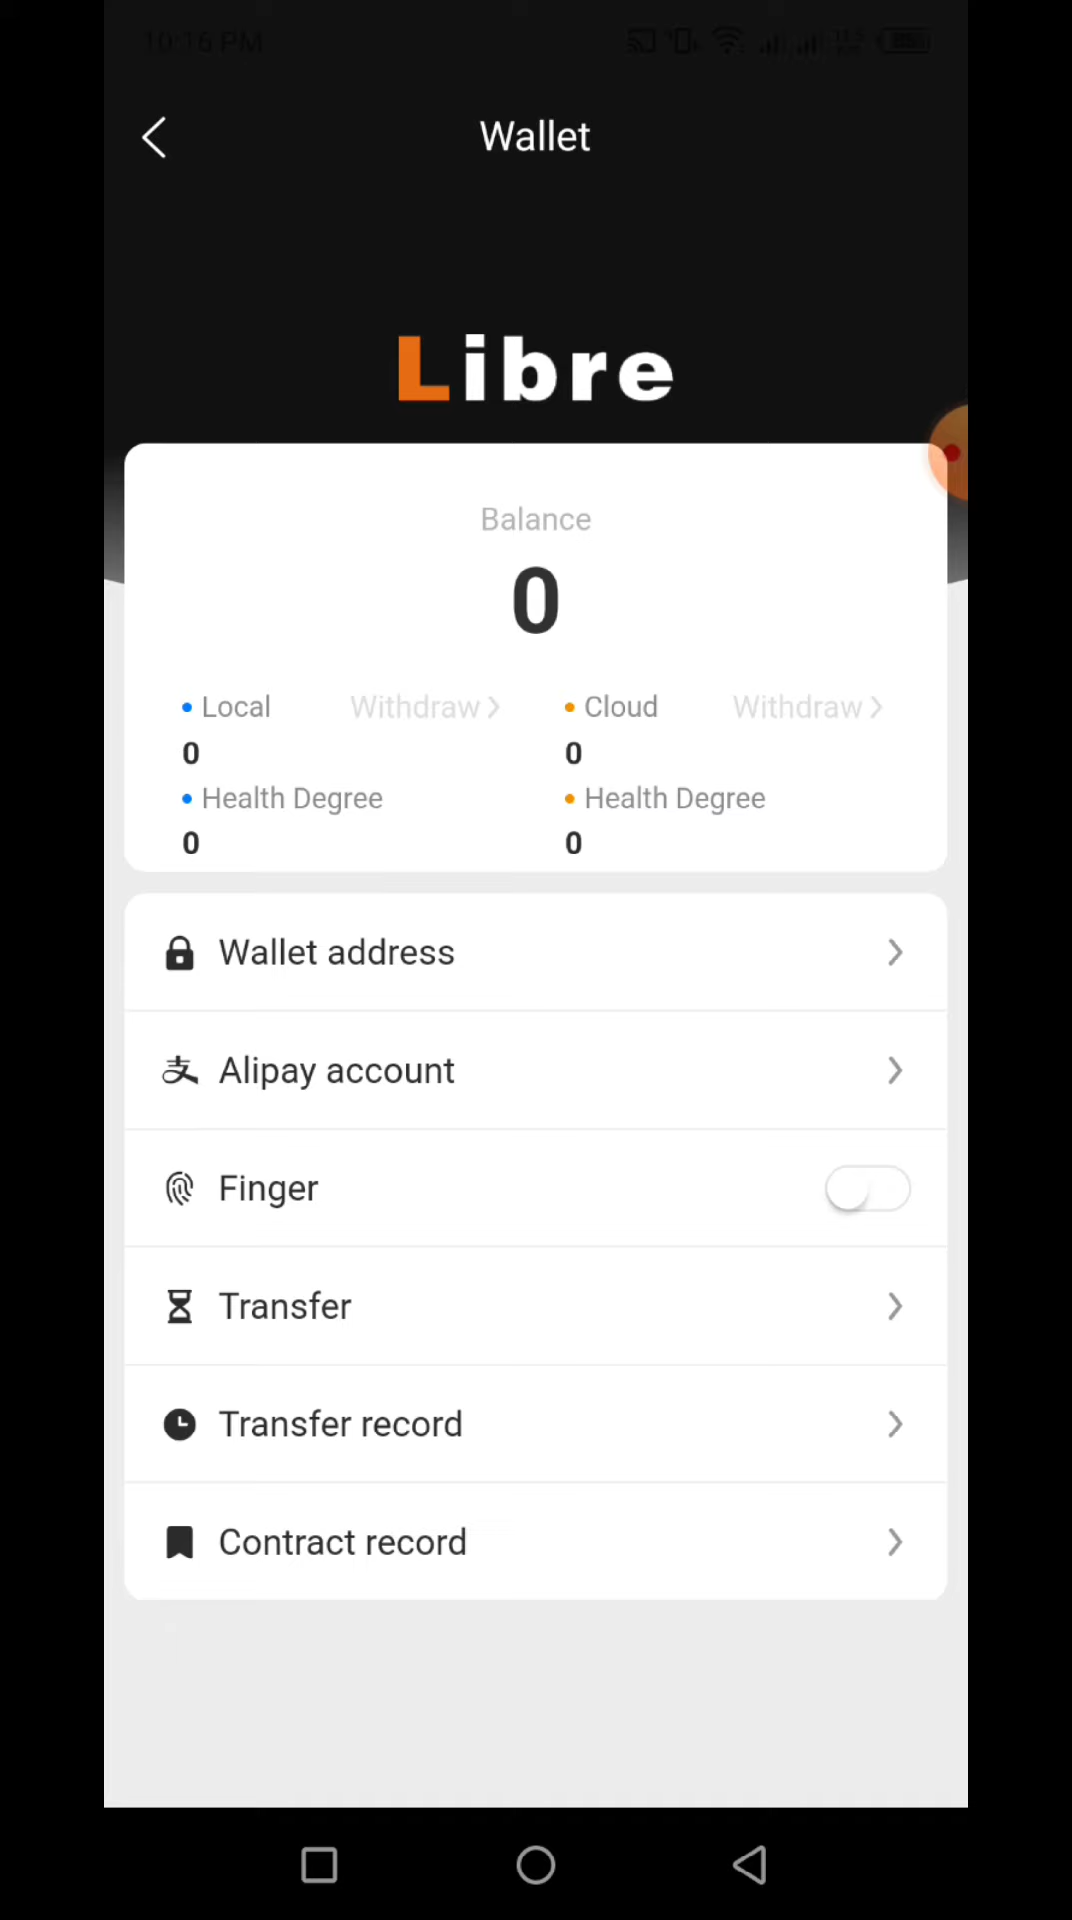 10:16 PM
Wallet
Libre
Balance
0
Local Withdraw Cloud Withdraw
0 0
Health Degree Health Degree
0 0
Wallet address
支 Alipay account
Finger
Transfer
Transfer record
Contract record